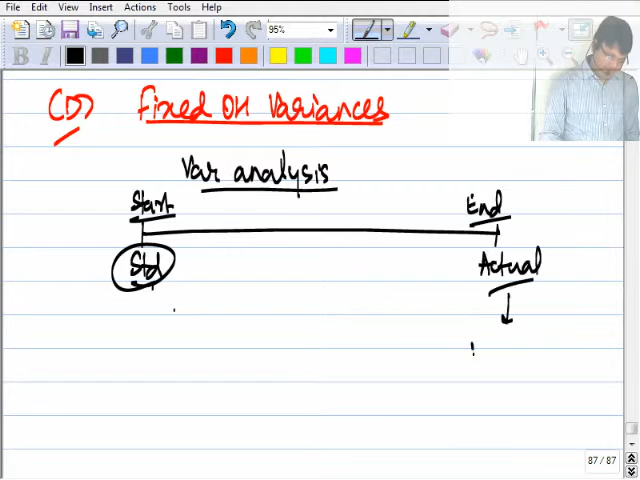 File Edit View Insert Actions Tools Help
95%
B I
(D) Fixed OH Variances
Var analysis
Start End
Std Actual
87 / 87